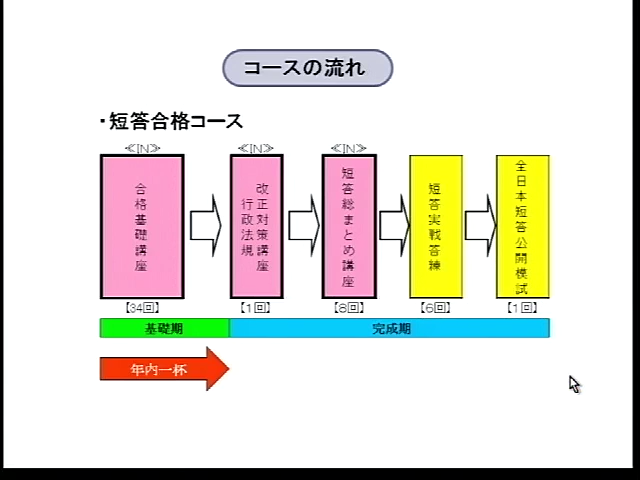 コースの流れ
・短答合格コース
≪IN≫
≪IN≫
≪IN≫
合格基礎講座
改正対策講座
行政法規
短答総まとめ講座
短答実戦答練
全日本短答公開模試
【34回】
【1回】
【8回】
【6回】
【1回】
基礎期
完成期
年内一杯